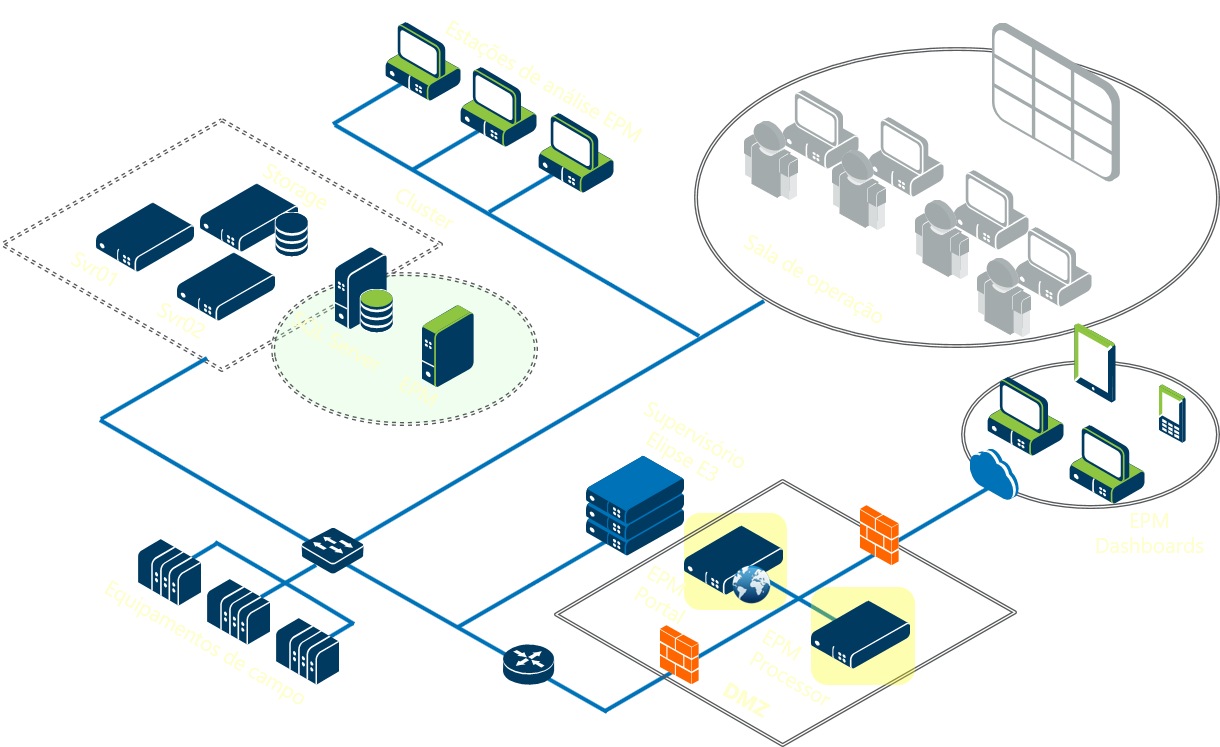 Estações de análise EPM
Storage
Cluster
Svr01
Svr02
SQL Server
Sala de operação
Supervisório
Elipse E3
EPM
Dashboards
EPM
Portal
EPM
Processor
DMZ
Equipamentos de campo